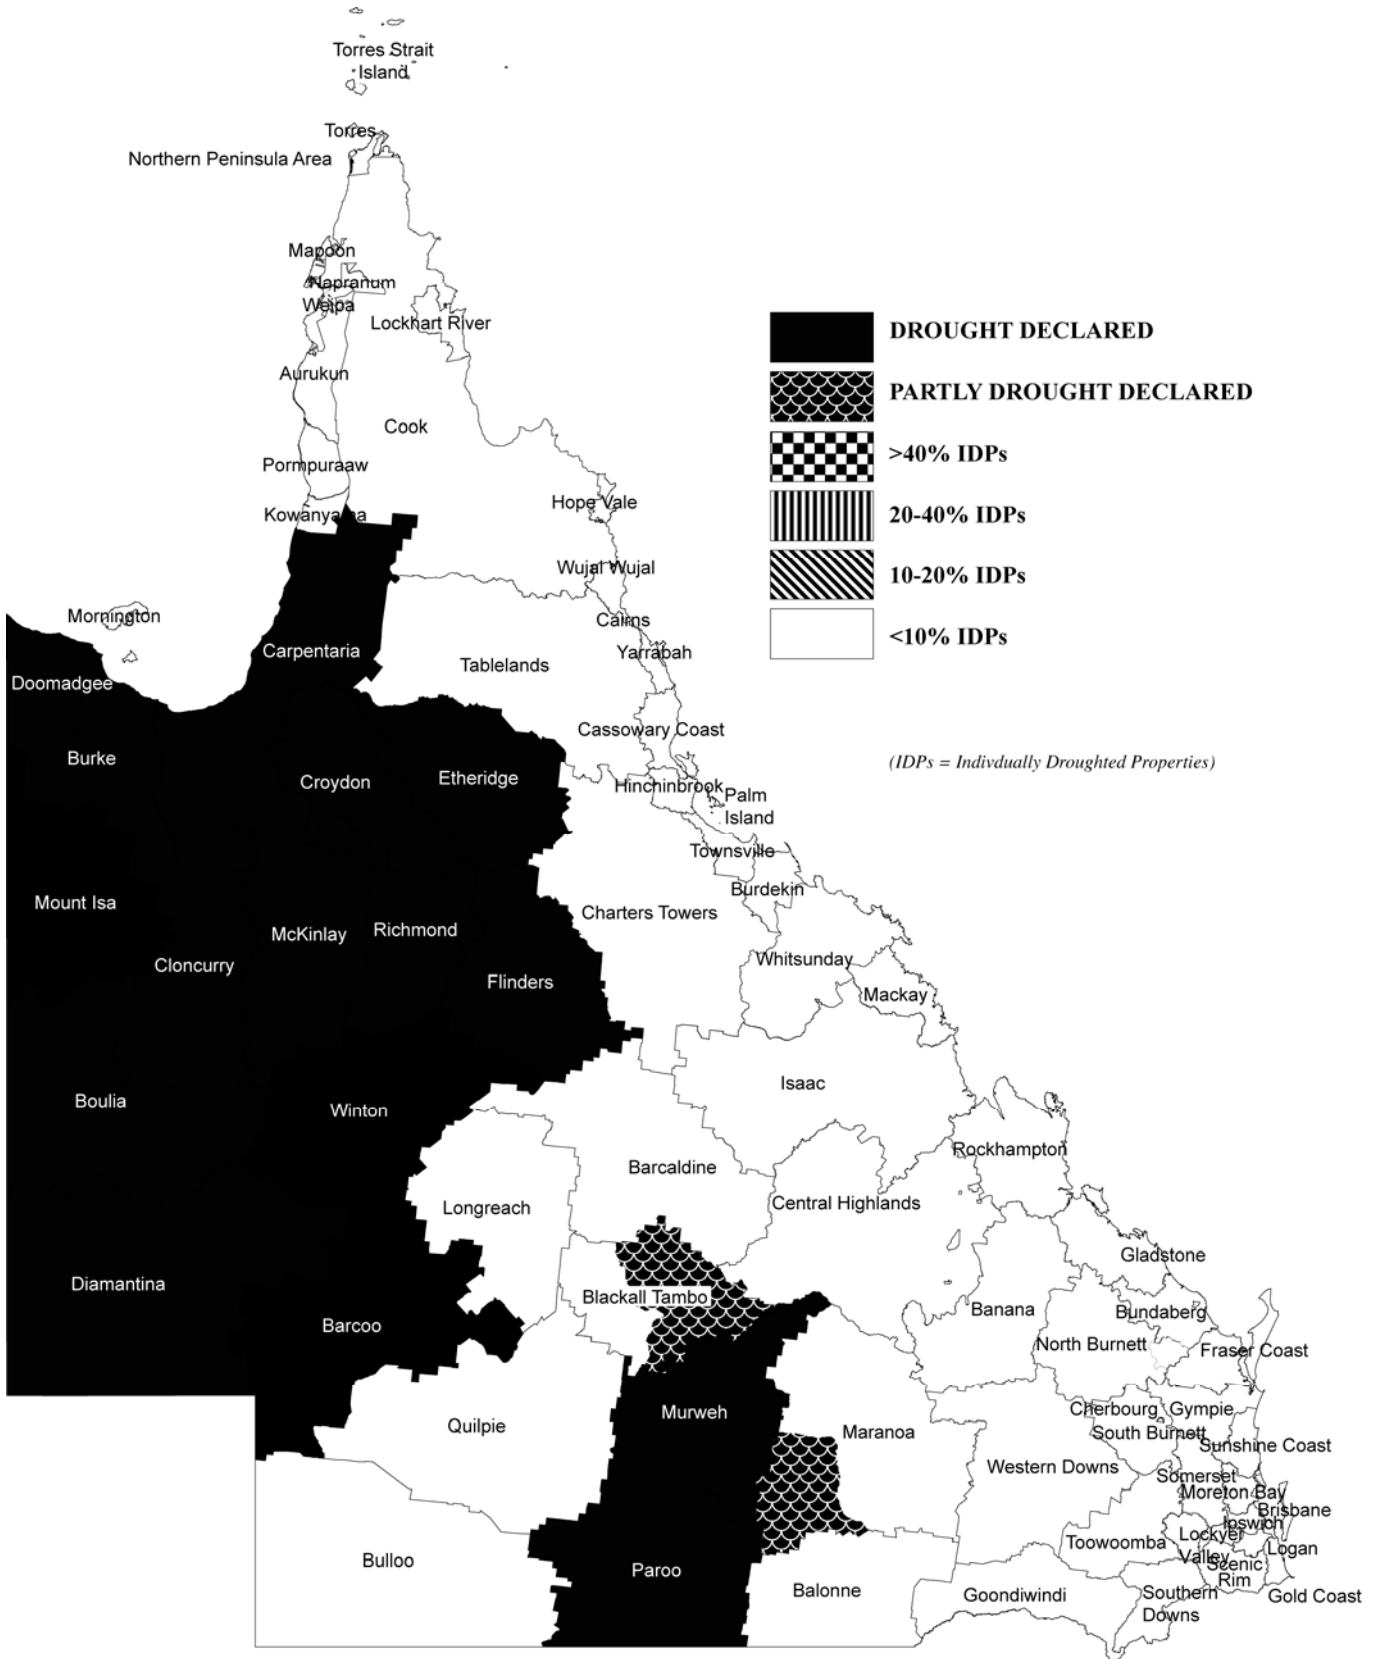 Torres Strait
Island
Torres
Northern Peninsula Area
Mapoon
Napranum
Weipa
Lockhart River
Aurukun
Cook
Pormpuraaw
Kowanyama
Hope Vale
Wujal Wujal
Mornington
Cairns
Carpentaria
Yarrabah
Tablelands
Doomadgee
Cassowary Coast
Burke
Croydon
Etheridge
Hinchinbrook
Palm
Island
Townsville
Burdekin
Mount Isa
Charters Towers
McKinlay
Richmond
Cloncurry
Whitsunday
Flinders
Mackay
Isaac
Boulia
Winton
Rockhampton
Barcaldine
Longreach
Central Highlands
Gladstone
Diamantina
Blackall Tambo
Banana
Bundaberg
Barcoo
North Burnett
Fraser Coast
Murweh
Cherbourg
Gympie
Quilpie
Maranoa
South Burnett
Sunshine Coast
Western Downs
Somerset
Moreton Bay
Brisbane
Ipswich
Lockyer
Valley
Toowoomba
Logan
Bulloo
Paroo
Scenic
Rim
Balonne
Goondiwindi
Southern
Downs
Gold Coast
DROUGHT DECLARED
PARTLY DROUGHT DECLARED
>40% IDPs
20-40% IDPs
10-20% IDPs
<10% IDPs
(IDPs = Indivdually Droughted Properties)